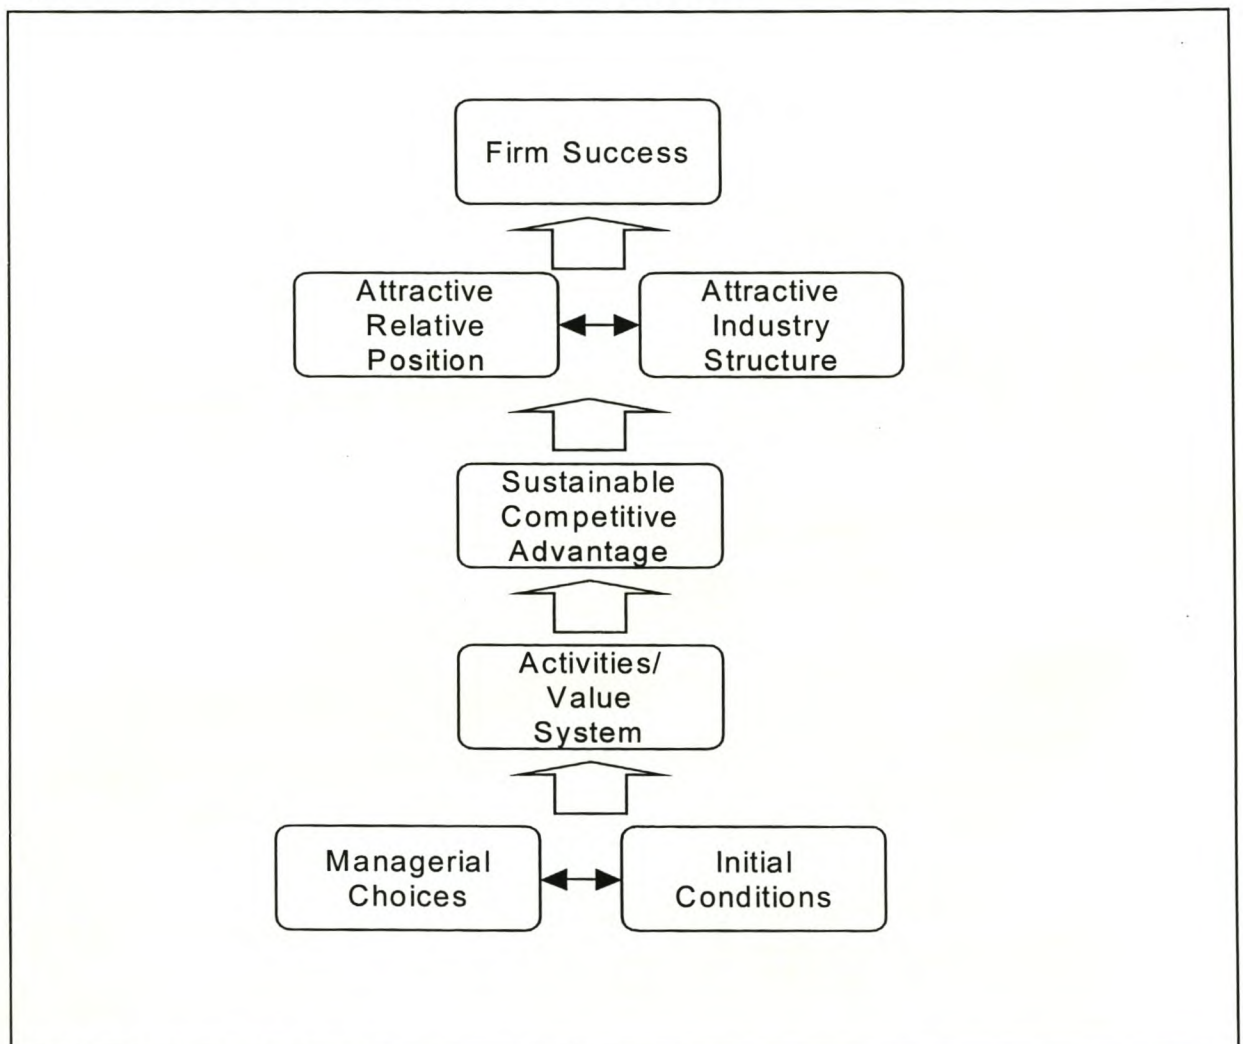 Firm Success
Attractive
Relative
Position
Attractive
Industry
Structure
Sustainable
Competitive
Advantage
Activities/
Value
System
Managerial
Choices
Initial
Conditions